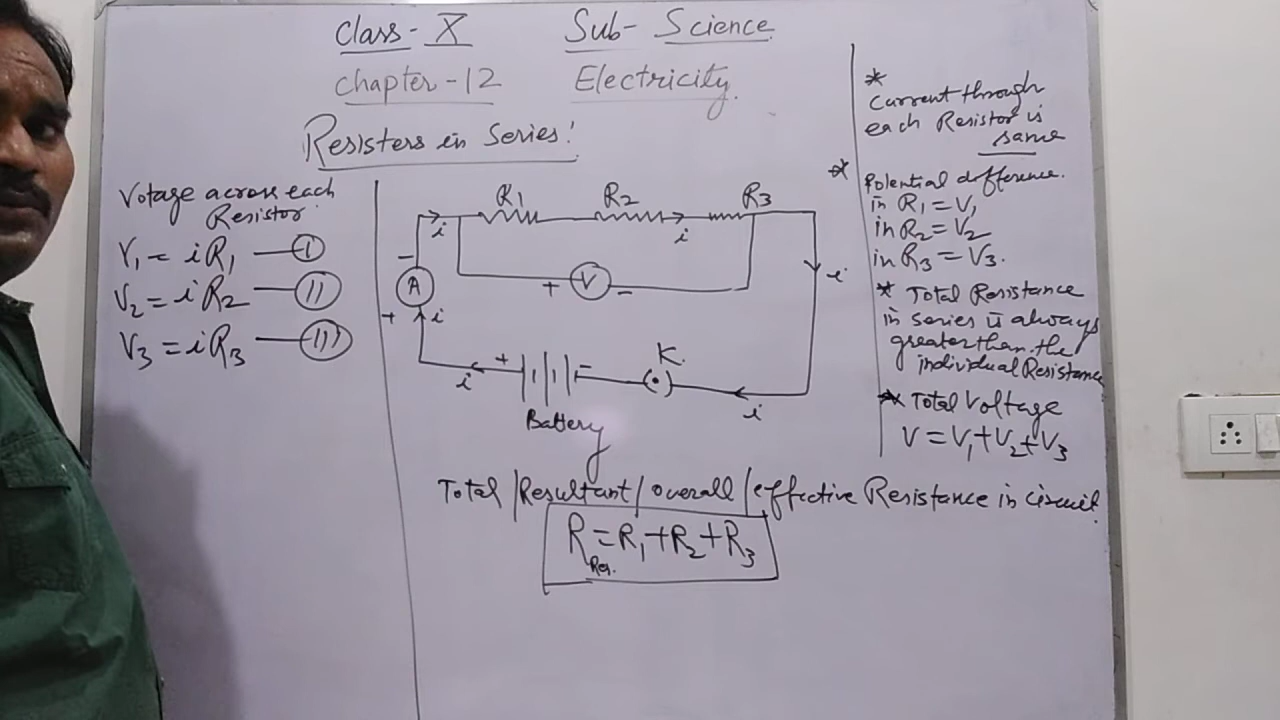 Class - X Sub- Science
Chapter -12 Electricity.
Resisters in Series!
Votage across each
Resistor
V₁ = iR₁ — I
V₂ = iR₂ — II
V₃ = iR₃ — III
R1 R2 R3
i i
- A
+ V -
i
+ i
K.
+ -
i i
Battery
Total /Resultant/overall/effective Resistance in circuit.
R Res. = R₁+R₂+R₃
* Current through
each Resistor is
same
* Potential difference.
in R₁ = V₁
in R₂ = V₂
in R₃ = V₃.
* Total Resistance
in series is always
greater than the
individual Resistance
* Total Voltage
V = V₁+V₂+V₃